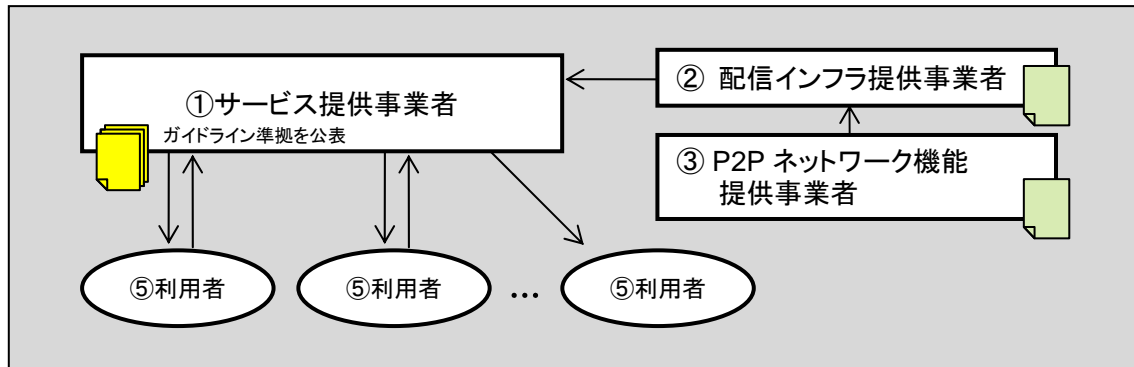 ①サービス提供事業者
ガイドライン準拠を公表
② 配信インフラ提供事業者
③ P2P ネットワーク機能
提供事業者
⑤利用者
⑤利用者
…
⑤利用者